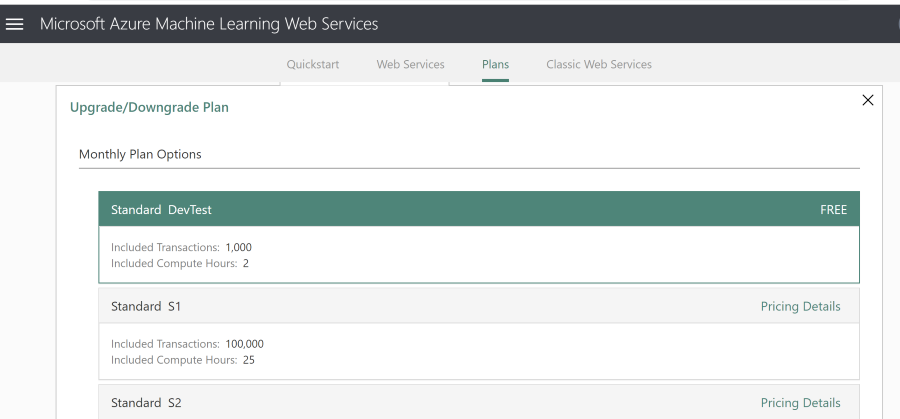 Microsoft Azure Machine Learning Web Services
Quickstart Web Services Plans Classic Web Services
Upgrade/Downgrade Plan
Monthly Plan Options
Standard DevTest FREE
Included Transactions: 1,000
Included Compute Hours: 2
Standard S1 Pricing Details
Included Transactions: 100,000
Included Compute Hours: 25
Standard S2 Pricing Details